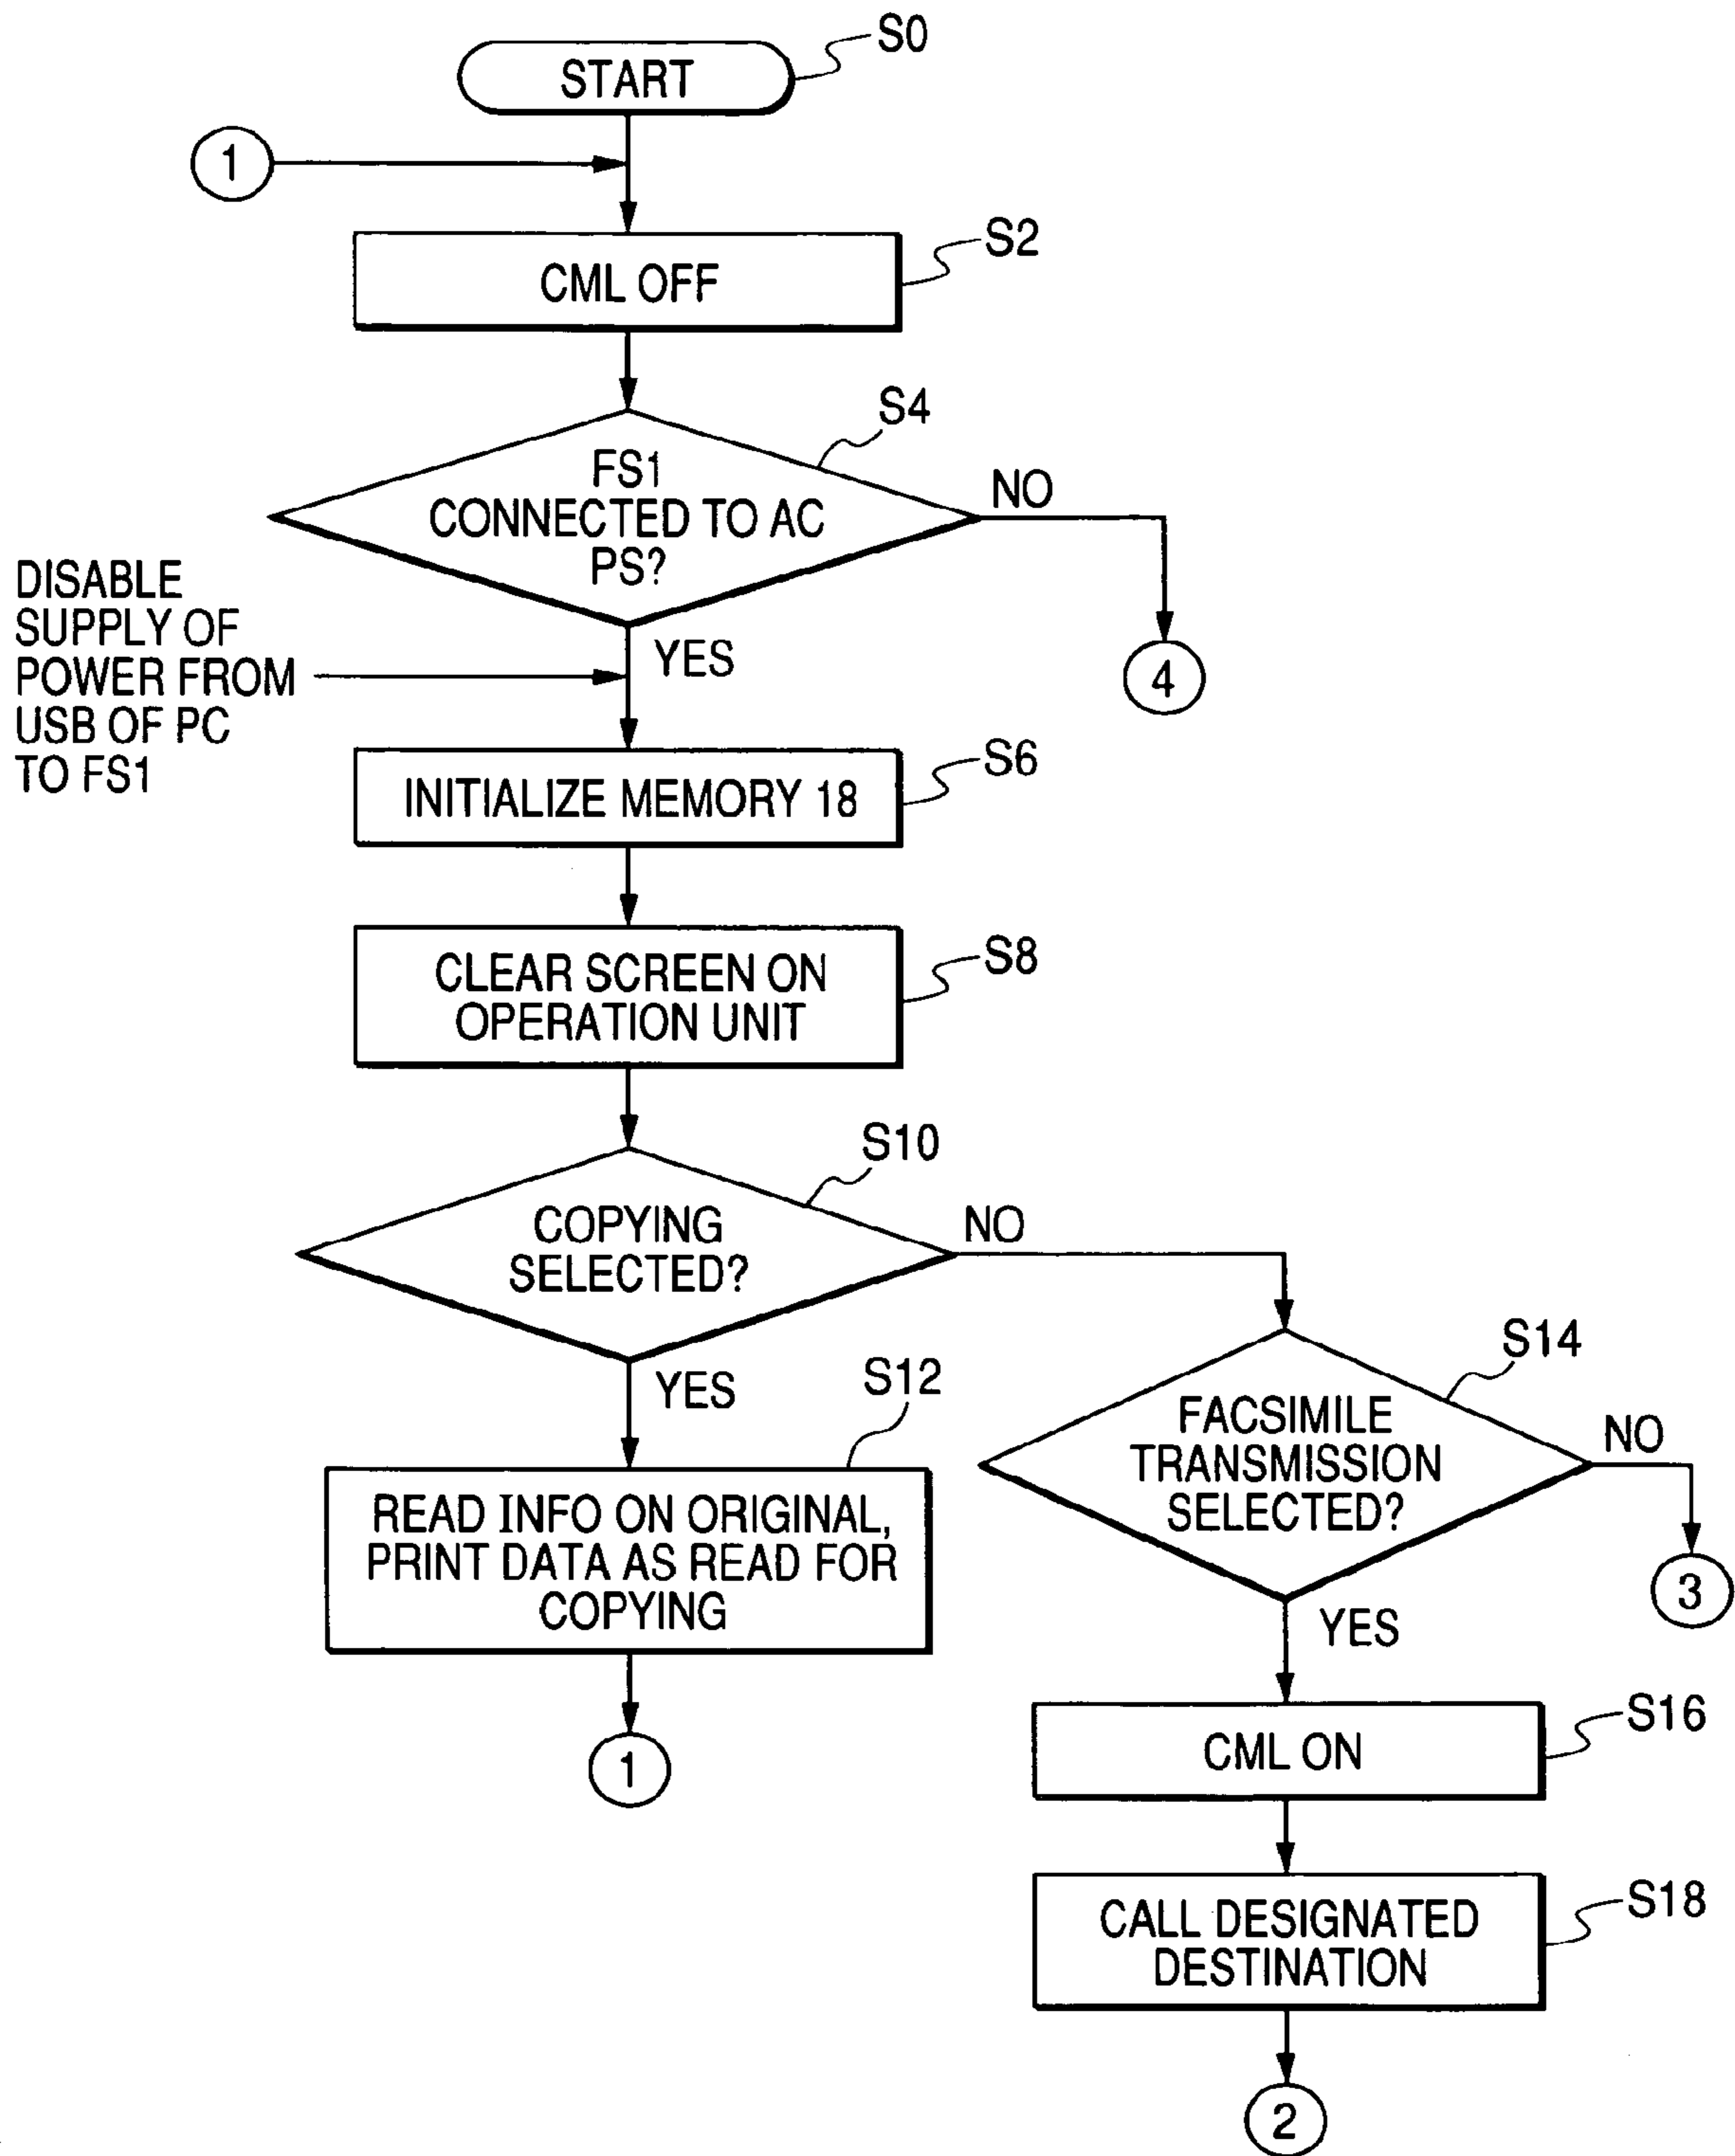 S0
START
1
S2
CML OFF
S4
FS1
CONNECTED TO AC
PS?
NO
DISABLE
SUPPLY OF
POWER FROM
USB OF PC
TO FS1
YES
4
S6
INITIALIZE MEMORY 18
S8
CLEAR SCREEN ON
OPERATION UNIT
S10
COPYING
SELECTED?
NO
YES
S12
S14
FACSIMILE
TRANSMISSION
SELECTED?
NO
READ INFO ON ORIGINAL,
PRINT DATA AS READ FOR
COPYING
3
YES
1
S16
CML ON
S18
CALL DESIGNATED
DESTINATION
2